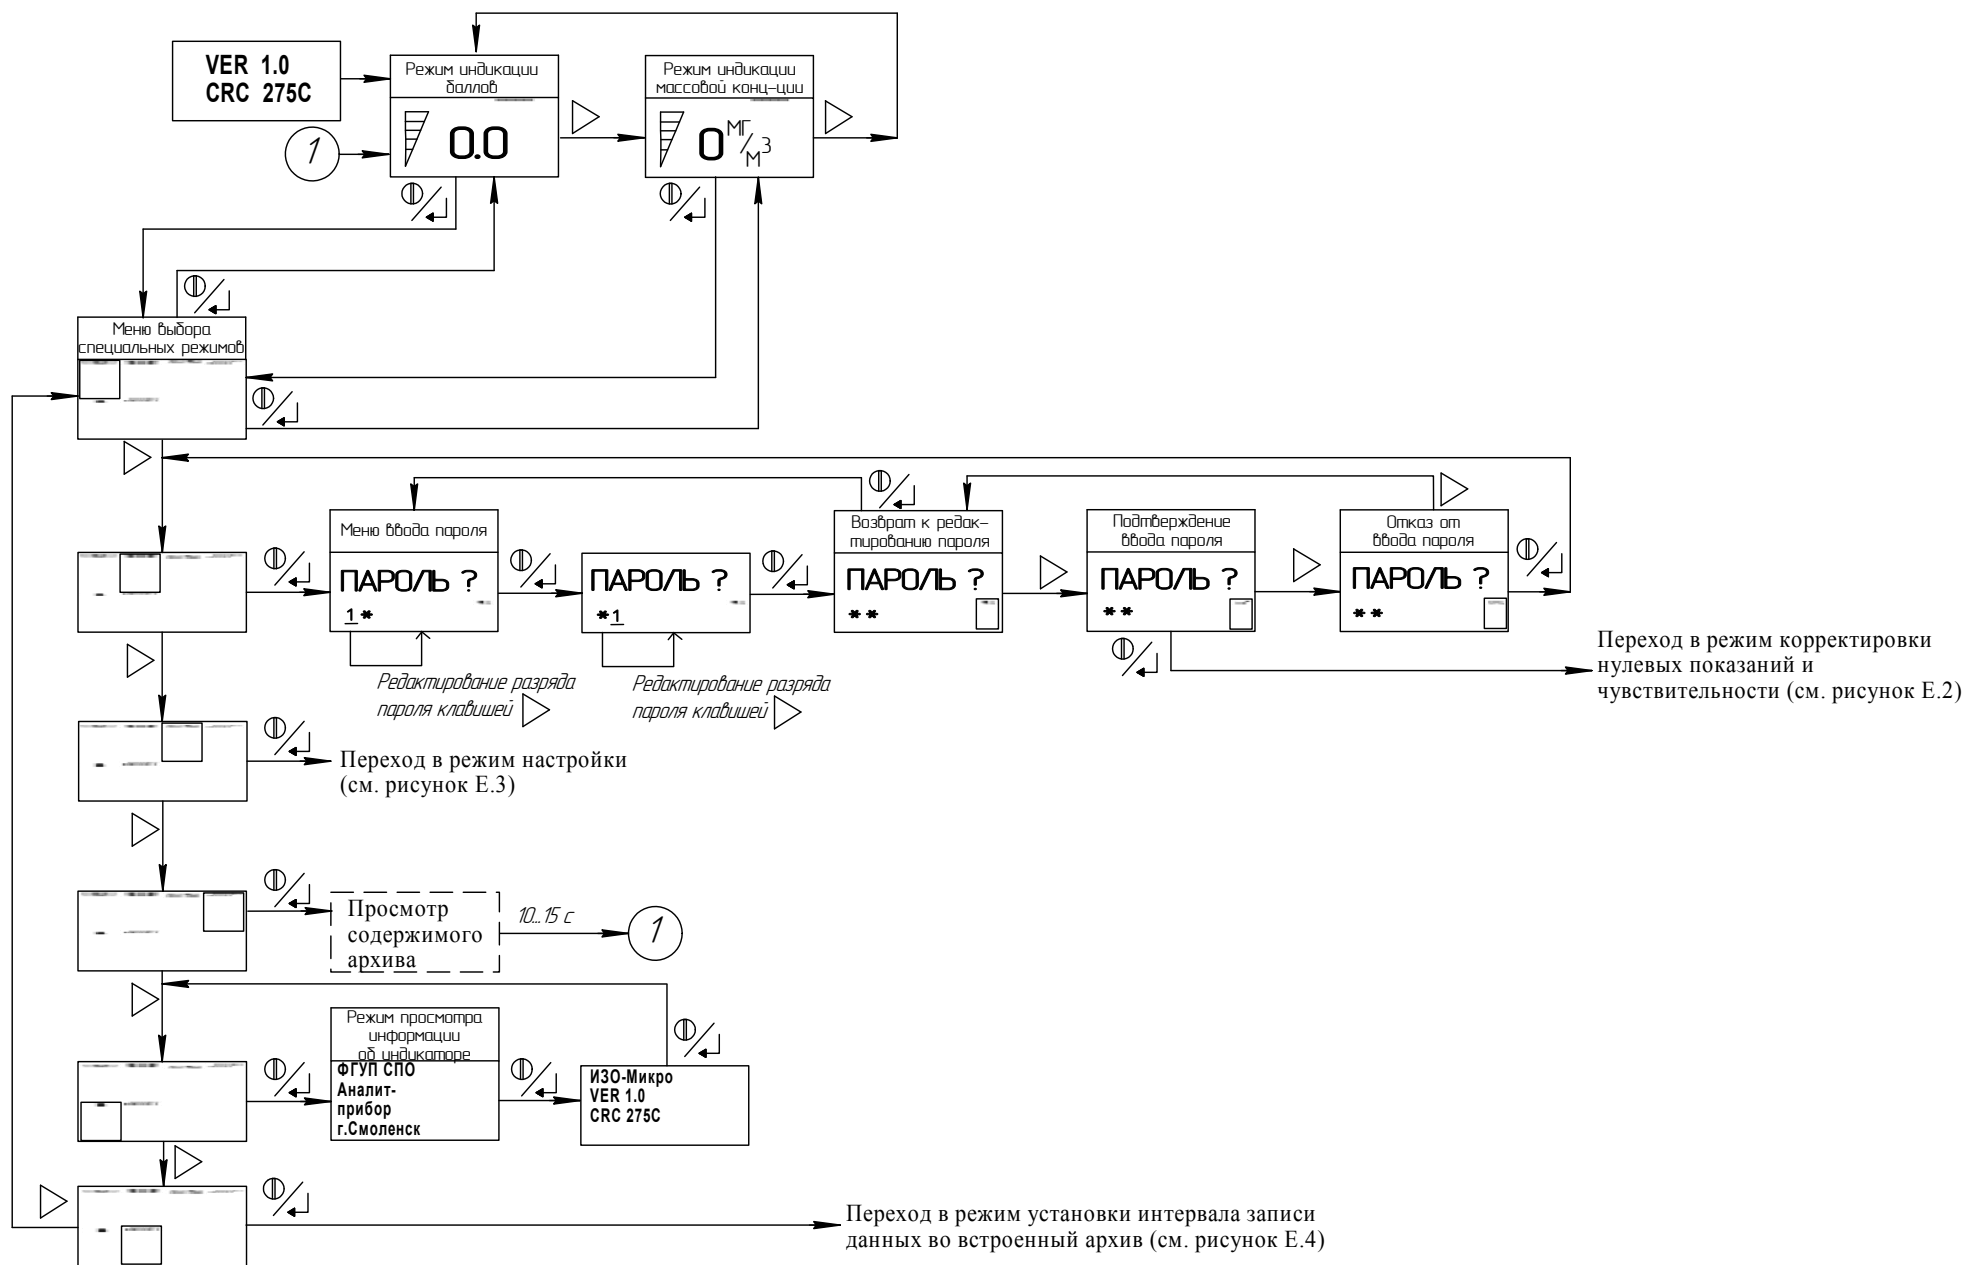 VER 1.0
CRC 275C
Режим индикации
баллов
0.0
1
Режим индикации
массовой конц-ции
0 МГ/М3
Меню выбора
специальных режимов
Меню ввода пароля
ПАРОЛЬ ?
1*
Редактирование разряда
пароля клавишей
ПАРОЛЬ ?
*1
Редактирование разряда
пароля клавишей
Возврат к редак-
тированию пароля
ПАРОЛЬ ?
**
Подтверждение
ввода пароля
ПАРОЛЬ ?
**
Отказ от
ввода пароля
ПАРОЛЬ ?
**
Переход в режим корректировки
нулевых показаний и
чувствительности (см. рисунок Е.2)
Переход в режим настройки
(см. рисунок Е.3)
Просмотр
содержимого
архива
10...15 с
1
Режим просмотра
информации
об индикаторе
ФГУП СПО
Аналит-
прибор
г.Смоленск
ИЗО-Микро
VER 1.0
CRC 275C
Переход в режим установки интервала записи
данных во встроенный архив (см. рисунок Е.4)